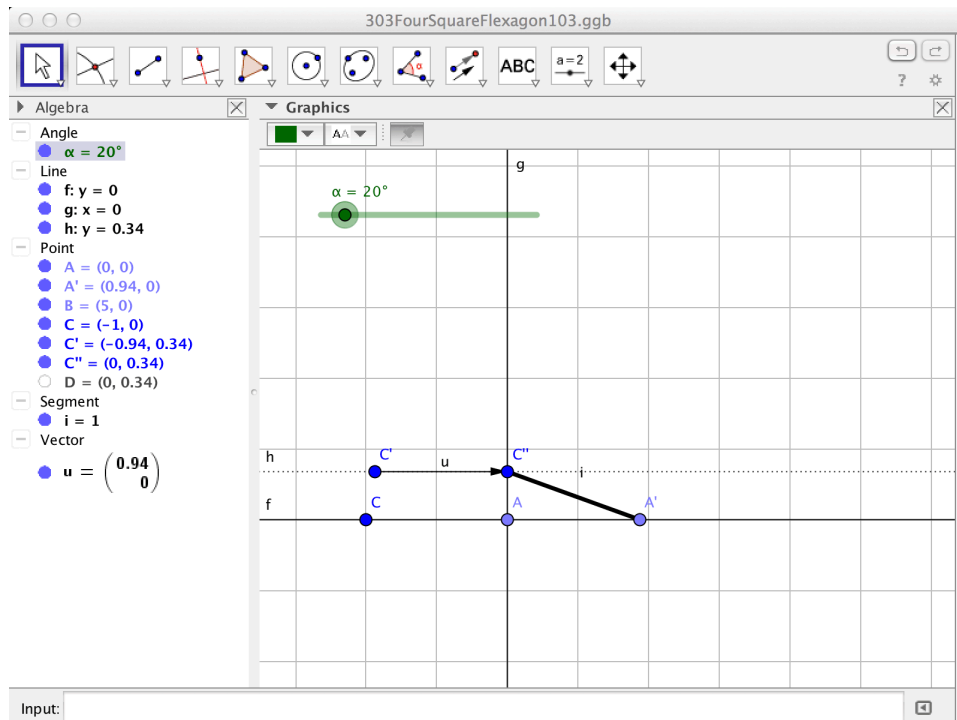 303FourSquareFlexagon103.ggb
α
ABC
a=2
?
Algebra
Graphics
AA
Angle
α = 20°
Line
f: y = 0
g: x = 0
h: y = 0.34
Point
A = (0, 0)
A' = (0.94, 0)
B = (5, 0)
C = (-1, 0)
C' = (-0.94, 0.34)
C'' = (0, 0.34)
D = (0, 0.34)
Segment
i = 1
Vector
u = (0.94
0)
g
α = 20°
h
C'
u
C''
i
f
C
A
A'
Input: